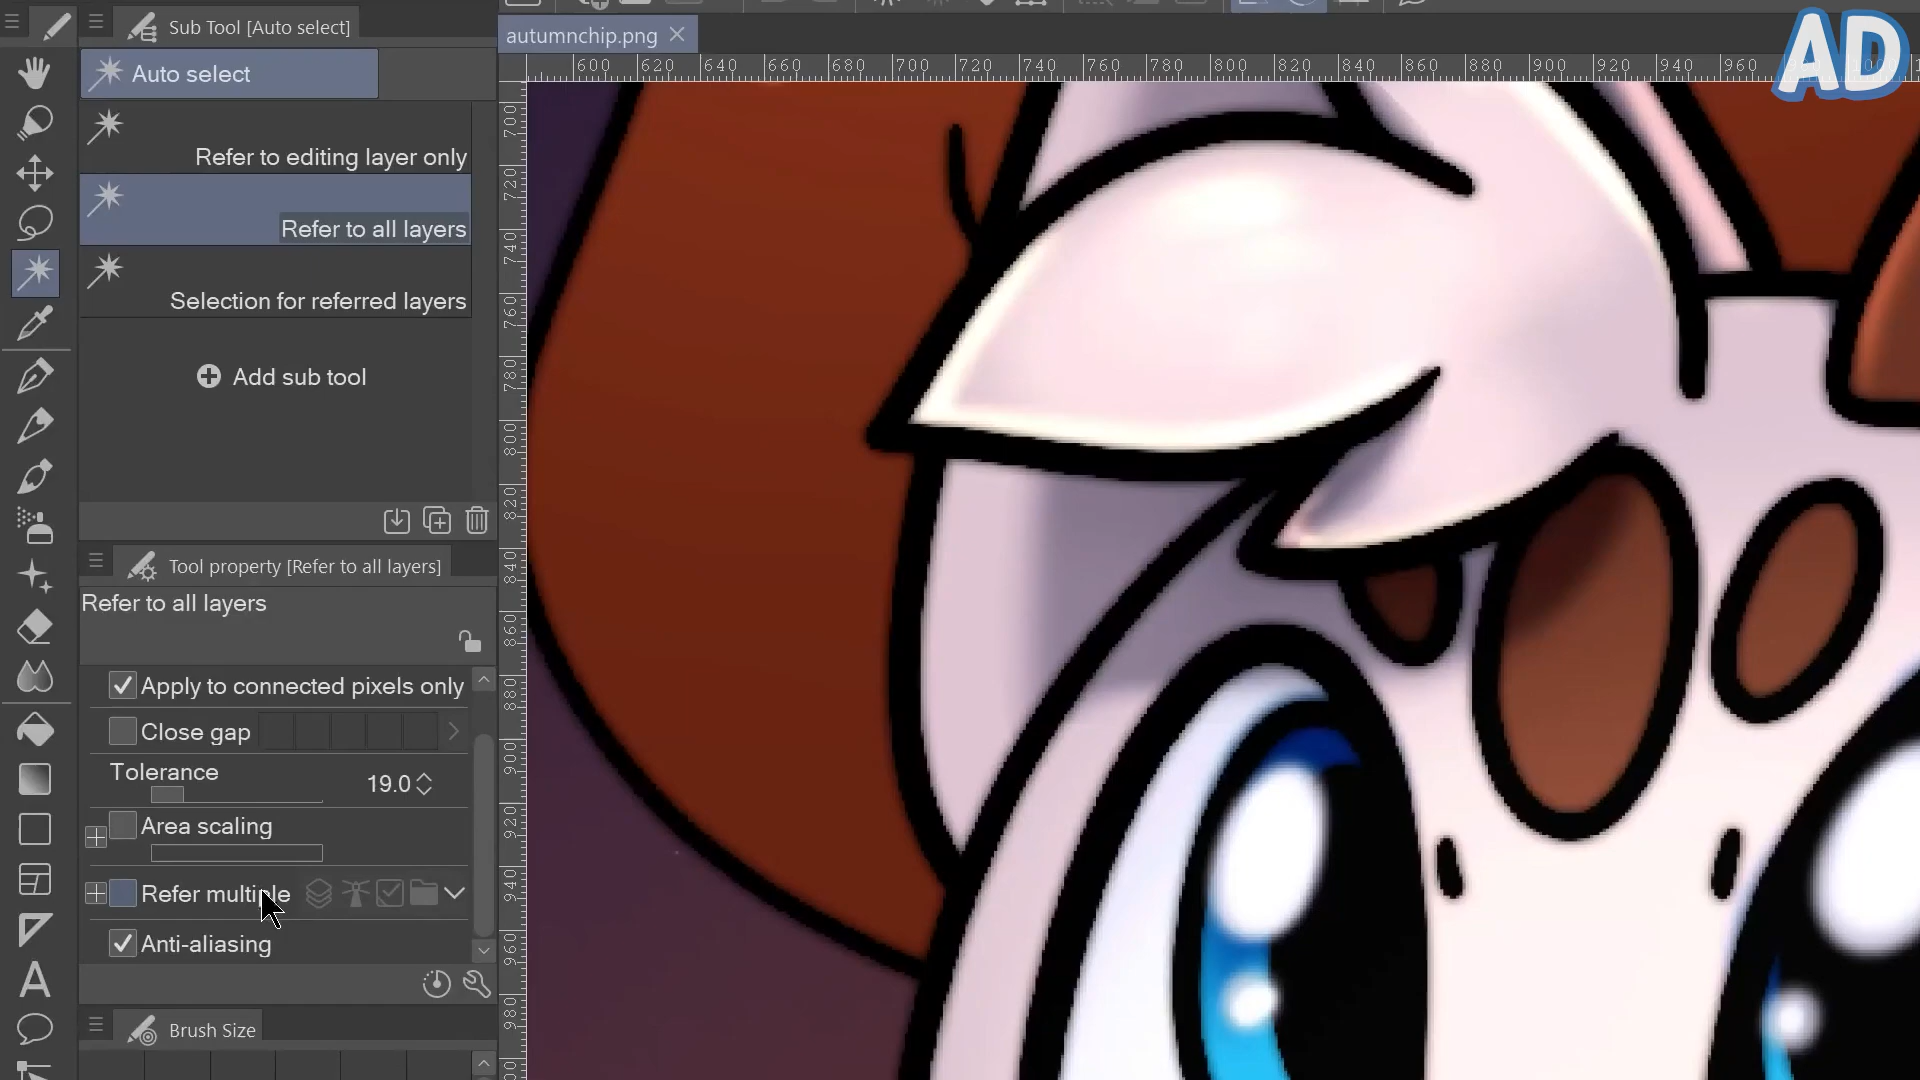 Sub Tool [Auto select]
autumnchip.png
AD
Auto select
600 620 640 660 680 700 720 740 760 780 800 820 840 860 880 900 920 940 960
Refer to editing layer only
Refer to all layers
Selection for referred layers
Add sub tool
Tool property [Refer to all layers]
Refer to all layers
Apply to connected pixels only
Close gap
Tolerance
19.0
Area scaling
Refer multiple
Anti-aliasing
Brush Size
700
720
740
760
780
800
820
840
860
880
900
920
940
960
980